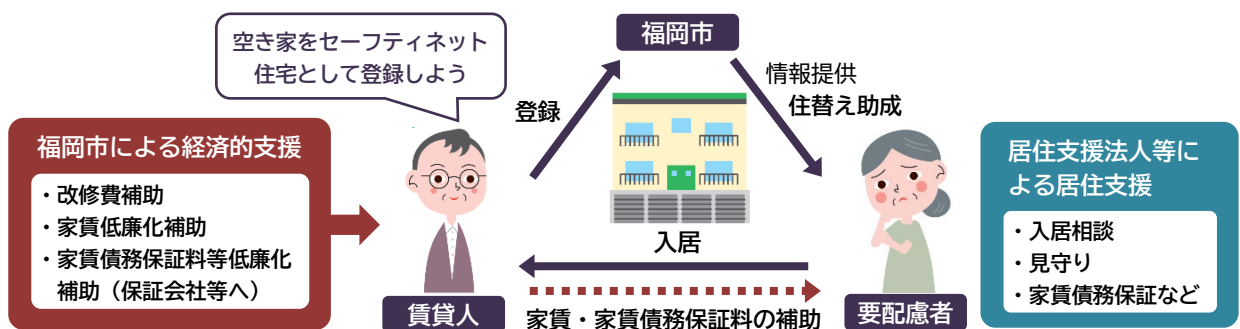 空き家をセーフティネット
住宅として登録しよう
福岡市
登録
情報提供
住替え助成
福岡市による経済的支援
・改修費補助
・家賃低廉化補助
・家賃債務保証料等低廉化
補助（保証会社等へ）
居住支援法人等に
よる居住支援
・入居相談
・見守り
・家賃債務保証など
入居
賃貸人
家賃・家賃債務保証料の補助
要配慮者